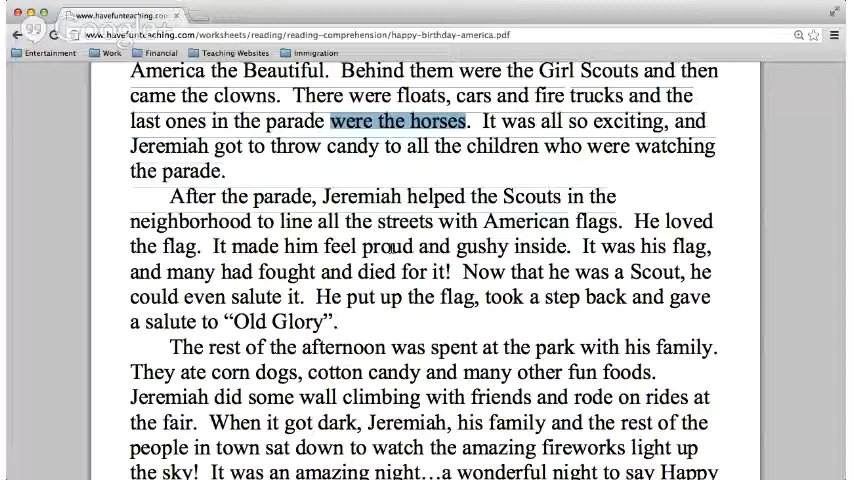 www.havefunteaching.com
Google+
www.havefunteaching.com/worksheets/reading/reading-comprehension/happy-birthday-america.pdf
Entertainment Work Financial Teaching Websites Immigration
America the Beautiful. Behind them were the Girl Scouts and then
came the clowns. There were floats, cars and fire trucks and the
last ones in the parade were the horses. It was all so exciting, and
Jeremiah got to throw candy to all the children who were watching
the parade.
After the parade, Jeremiah helped the Scouts in the
neighborhood to line all the streets with American flags. He loved
the flag. It made him feel proud and gushy inside. It was his flag,
and many had fought and died for it! Now that he was a Scout, he
could even salute it. He put up the flag, took a step back and gave
a salute to “Old Glory”.
The rest of the afternoon was spent at the park with his family.
They ate corn dogs, cotton candy and many other fun foods.
Jeremiah did some wall climbing with friends and rode on rides at
the fair. When it got dark, Jeremiah, his family and the rest of the
people in town sat down to watch the amazing fireworks light up
the sky! It was an amazing night…a wonderful night to say Happy